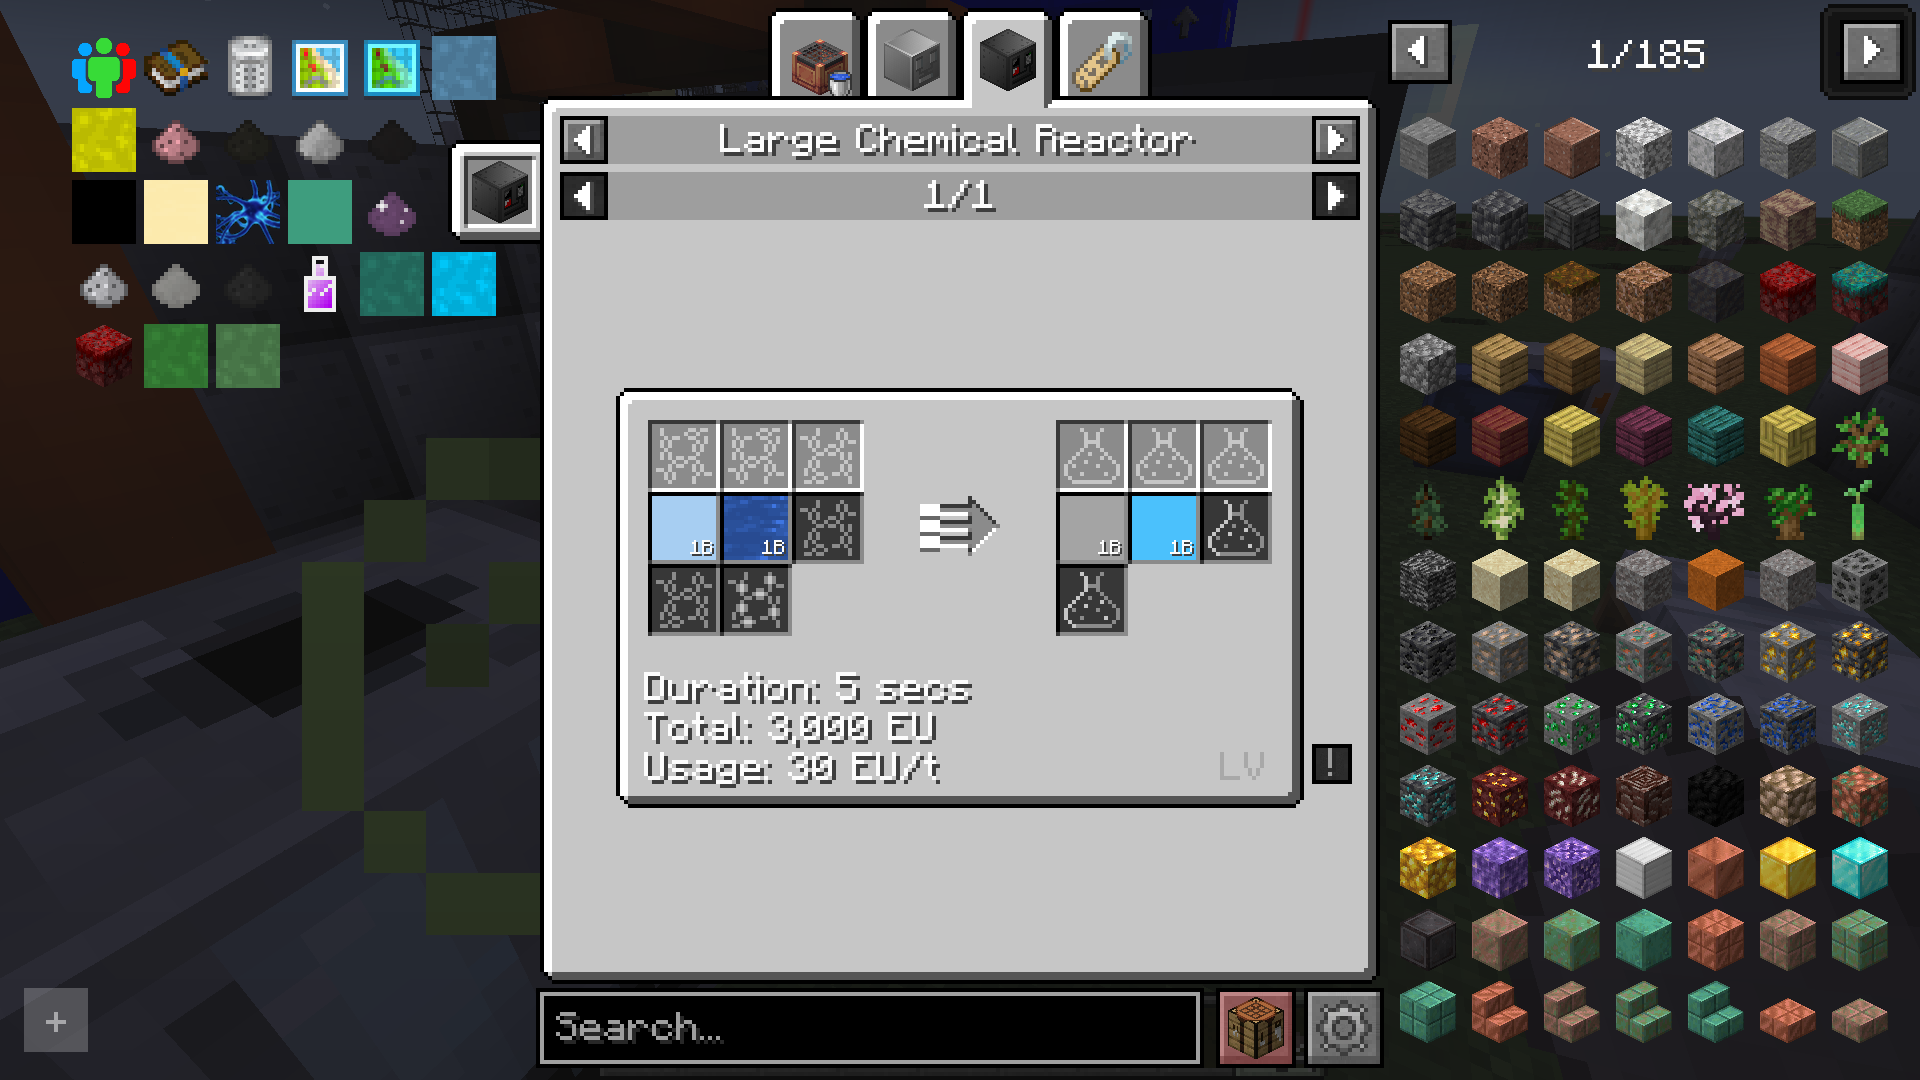 1/185
Large Chemical Reactor
1/1
1B
1B
1B
1B
Duration: 5 secs
Total: 3,000 EU
Usage: 30 EU/t
LV
!
+
Search...